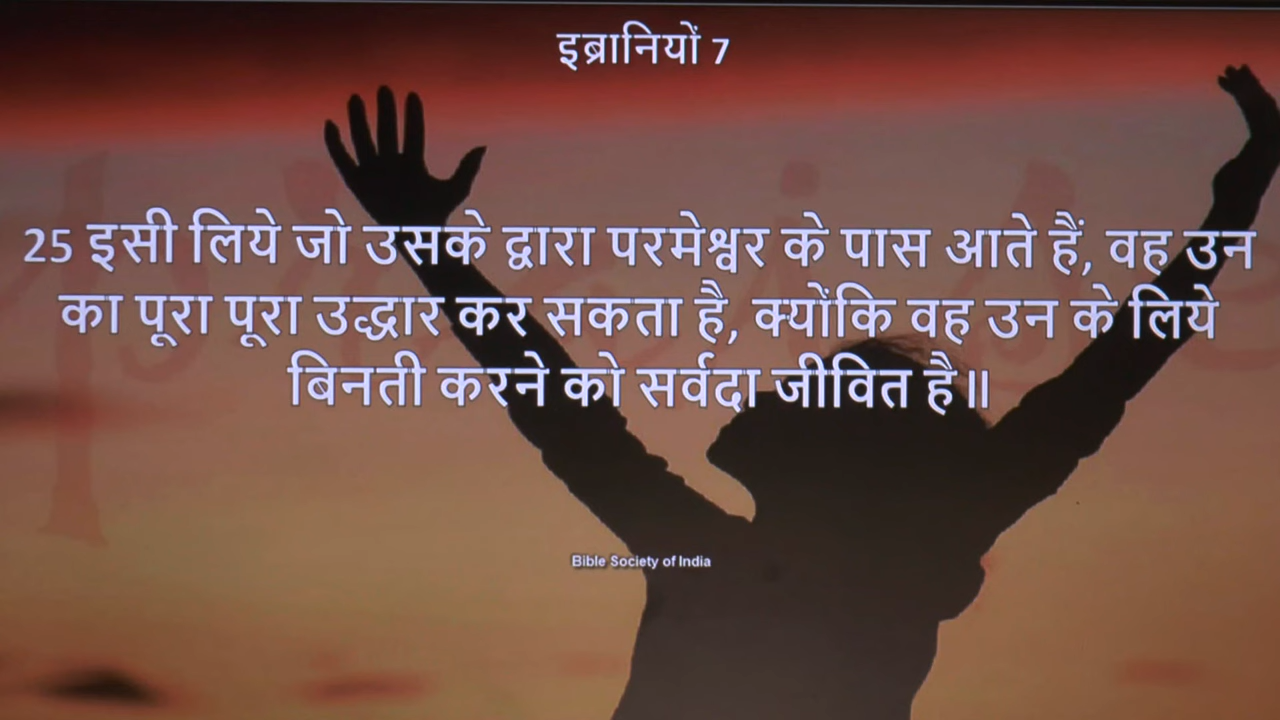 इब्रानियों 7
25 इसी लिये जो उसके द्वारा परमेश्वर के पास आते हैं, वह उन
का पूरा पूरा उद्धार कर सकता है, क्योंकि वह उन के लिये
बिनती करने को सर्वदा जीवित है॥
Bible Society of India